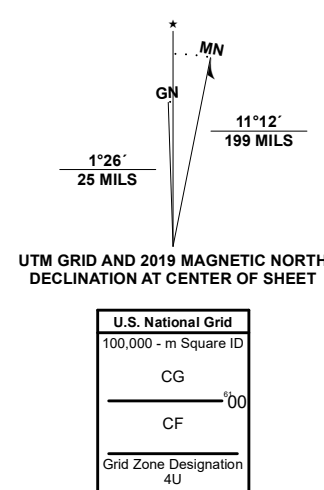 ★
MN
GN
11°12´
199 MILS
1°26´
25 MILS
UTM GRID AND 2019 MAGNETIC NORTH
DECLINATION AT CENTER OF SHEET
U.S. National Grid
100,000 - m Square ID
CG
6100
CF
Grid Zone Designation
4U